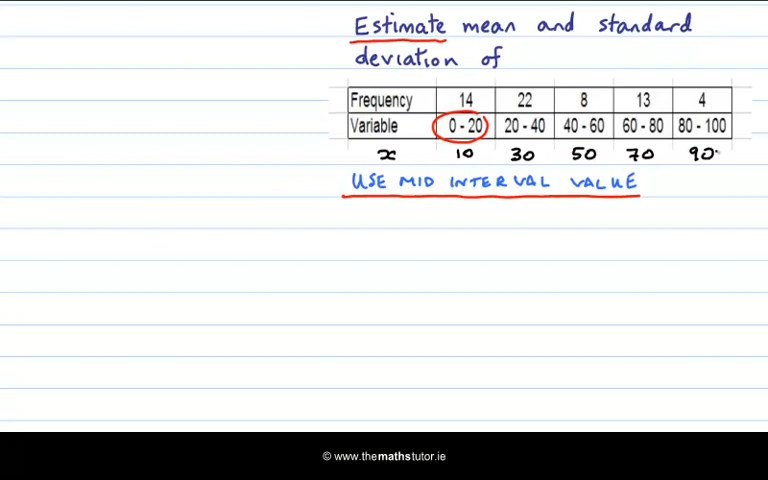 Estimate mean and standard
deviation of
Frequency 14 22 8 13 4
Variable 0 - 20 20 - 40 40 - 60 60 - 80 80 - 100
x 10 30 50 70 90
USE MID INTERVAL VALUE
© www.themathstutor.ie